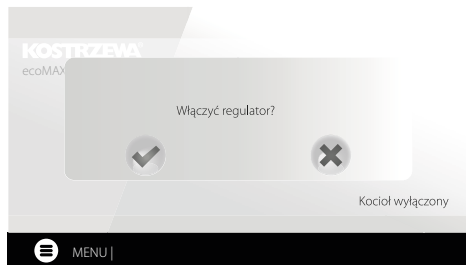 KOSTRZEWA
ecoMAX
Włączyć regulator?
Kocioł wyłączony
MENU |